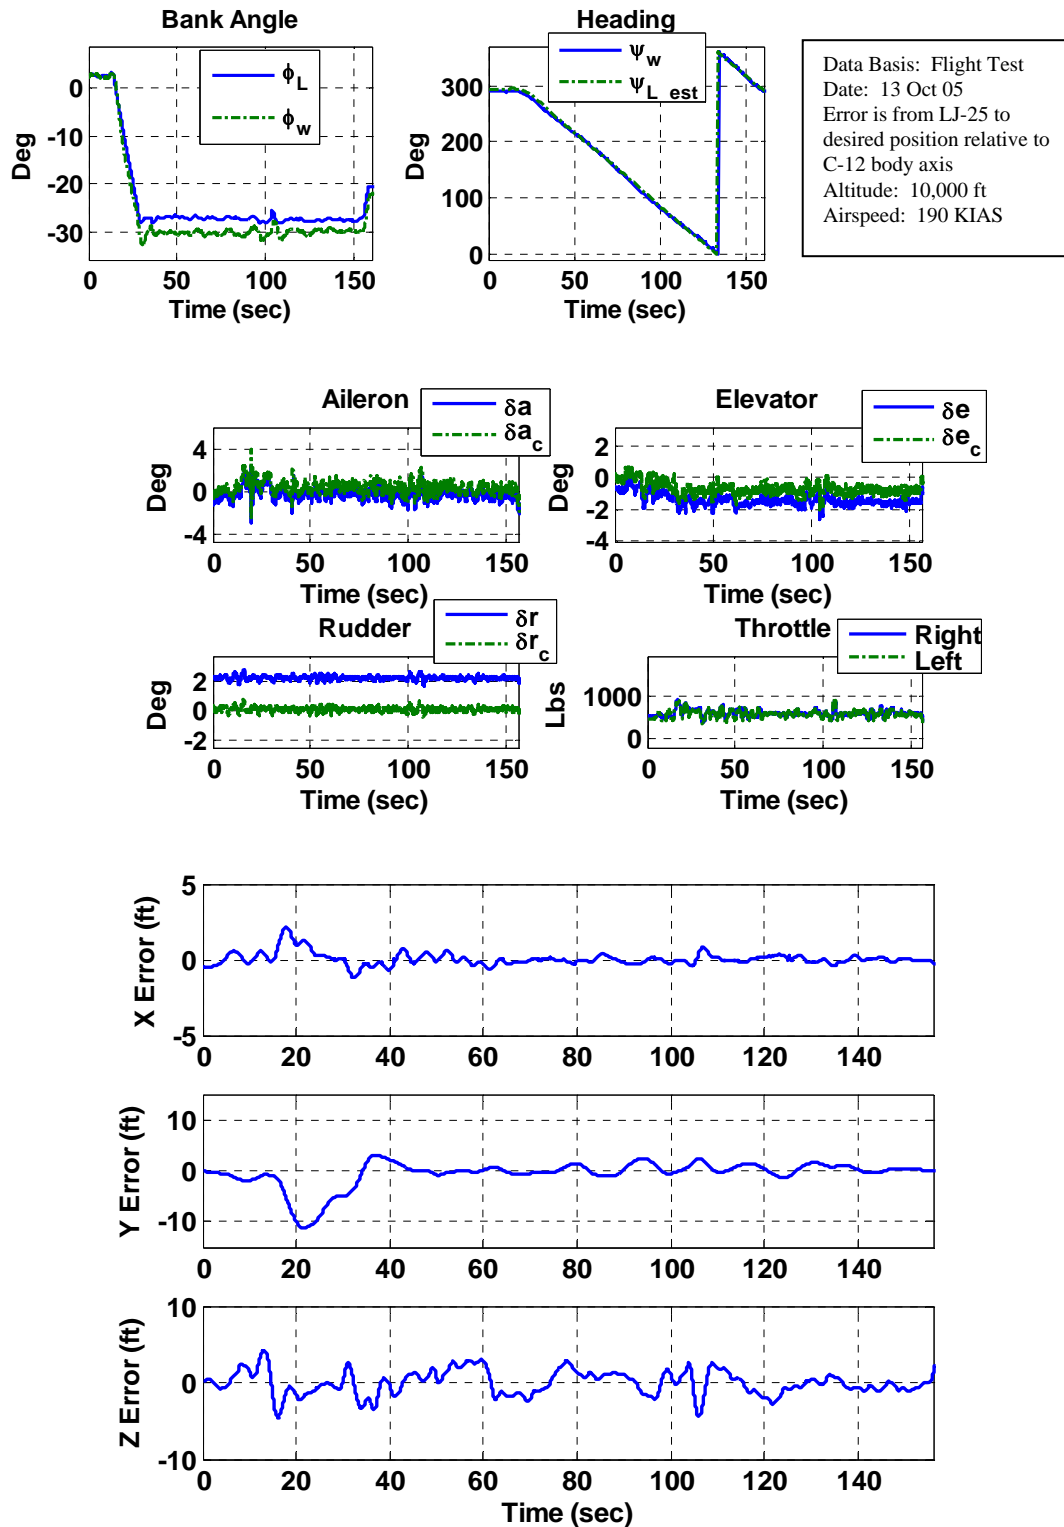 Bank Angle
Heading
ϕL
ϕw
ψw
ψL est
Data Basis: Flight Test
Date: 13 Oct 05
Error is from LJ-25 to
desired position relative to
C-12 body axis
Altitude: 10,000 ft
Airspeed: 190 KIAS
Deg
0
-10
-20
-30
0 50 100 150
Time (sec)
Deg
300
200
100
0
0 50 100 150
Time (sec)
Aileron
δa
δac
Deg
4
0
-4
0 50 100 150
Time (sec)
Elevator
δe
δec
Deg
2
0
-2
-4
0 50 100 150
Time (sec)
Rudder
δr
δrc
Deg
2
0
-2
0 50 100 150
Time (sec)
Throttle
Right
Left
Lbs
1000
0
0 50 100 150
Time (sec)
X Error (ft)
5
0
-5
0 20 40 60 80 100 120 140
Y Error (ft)
10
0
-10
0 20 40 60 80 100 120 140
Z Error (ft)
10
0
-10
0 20 40 60 80 100 120 140
Time (sec)